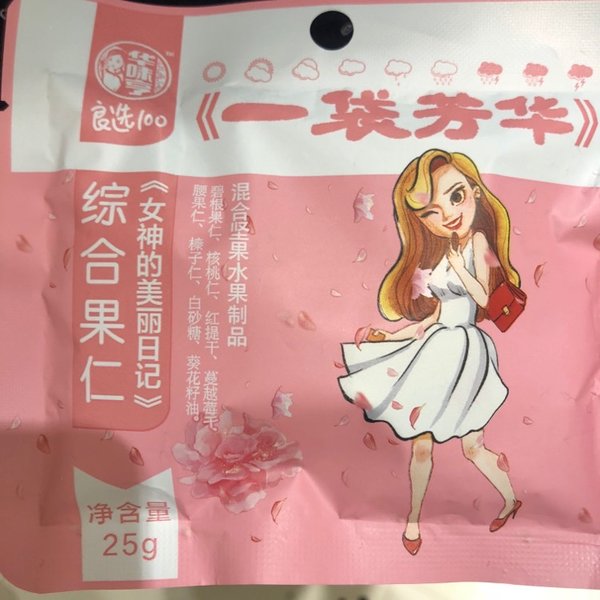 华味亨
TM
良选100
《一袋芳华》
混合坚果水果制品
碧根果仁、核桃仁、红提干、蔓越莓干、
腰果仁、榛子仁、白砂糖、葵花籽油。
《女神的美丽日记》
综合果仁
净含量
25g